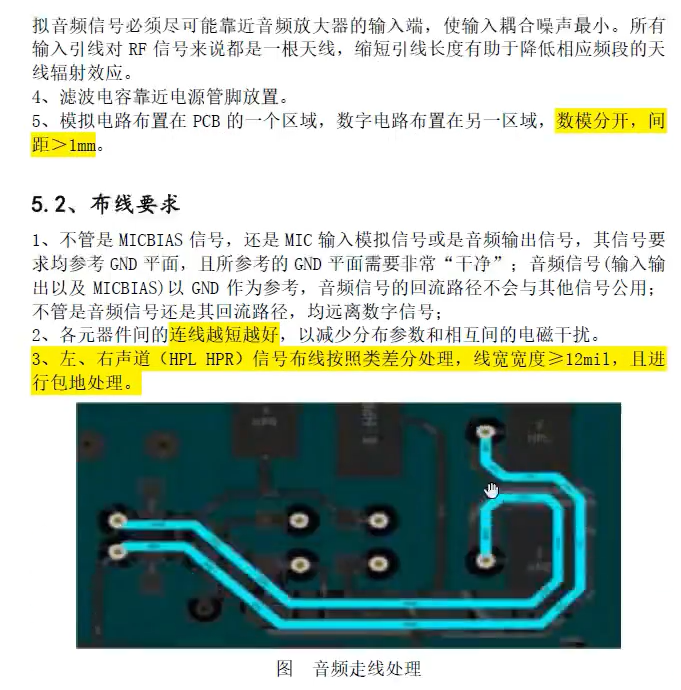 拟音频信号必须尽可能靠近音频放大器的输入端，使输入耦合噪声最小。所有
输入引线对 RF 信号来说都是一根天线，缩短引线长度有助于降低相应频段的天
线辐射效应。
4、滤波电容靠近电源管脚放置。
5、模拟电路布置在 PCB 的一个区域，数字电路布置在另一区域，数模分开，间
距＞1mm。
5.2、布线要求
1、不管是 MICBIAS 信号，还是 MIC 输入模拟信号或是音频输出信号，其信号要
求均参考 GND 平面，且所参考的 GND 平面需要非常“干净”；音频信号(输入输
出以及 MICBIAS)以 GND 作为参考，音频信号的回流路径不会与其他信号公用；
不管是音频信号还是其回流路径，均远离数字信号；
2、各元器件间的连线越短越好，以减少分布参数和相互间的电磁干扰。
3、左、右声道（HPL HPR）信号布线按照类差分处理，线宽宽度≥12mil，且进
行包地处理。
图 音频走线处理